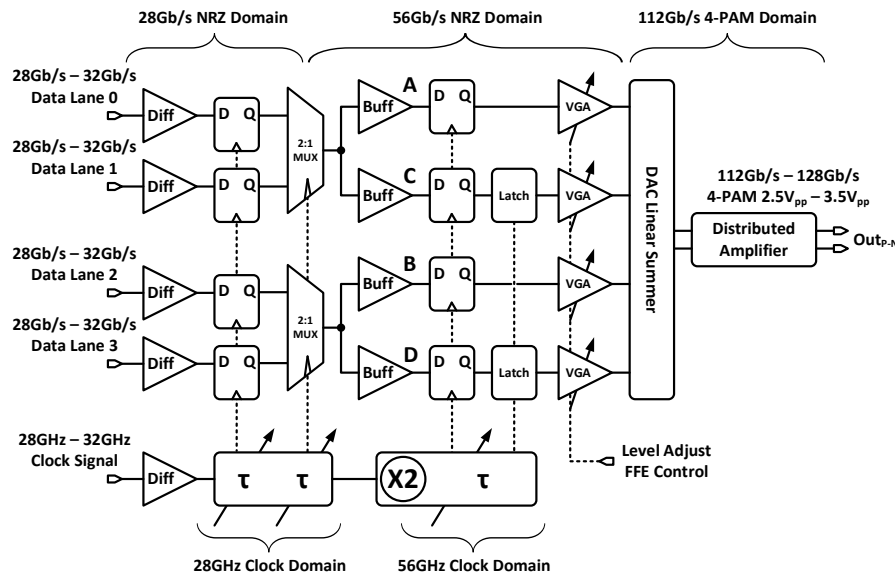 28Gb/s NRZ Domain
56Gb/s NRZ Domain
112Gb/s 4-PAM Domain
28Gb/s – 32Gb/s
Data Lane 0
Diff
D Q
2:1
MUX
Buff
A
D Q
VGA
28Gb/s – 32Gb/s
Data Lane 1
Diff
D Q
Buff
C
D Q
Latch
VGA
DAC Linear Summer
112Gb/s – 128Gb/s
4-PAM 2.5Vpp – 3.5Vpp
Distributed
Amplifier
OutP-N
28Gb/s – 32Gb/s
Data Lane 2
Diff
D Q
2:1
MUX
Buff
B
D Q
VGA
28Gb/s – 32Gb/s
Data Lane 3
Diff
D Q
Buff
D
D Q
Latch
VGA
28GHz – 32GHz
Clock Signal
Diff
τ τ
X2 τ
Level Adjust
FFE Control
28GHz Clock Domain
56GHz Clock Domain